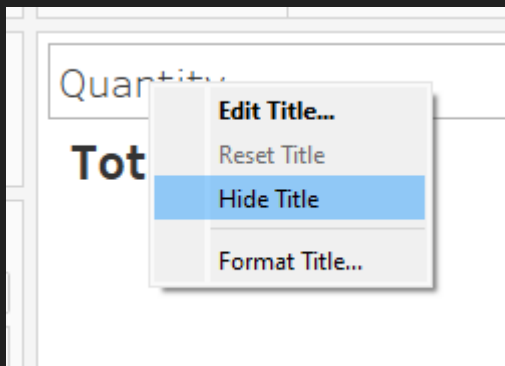 Quantity
Edit Title...
Tot
Reset Title
Hide Title
Format Title...